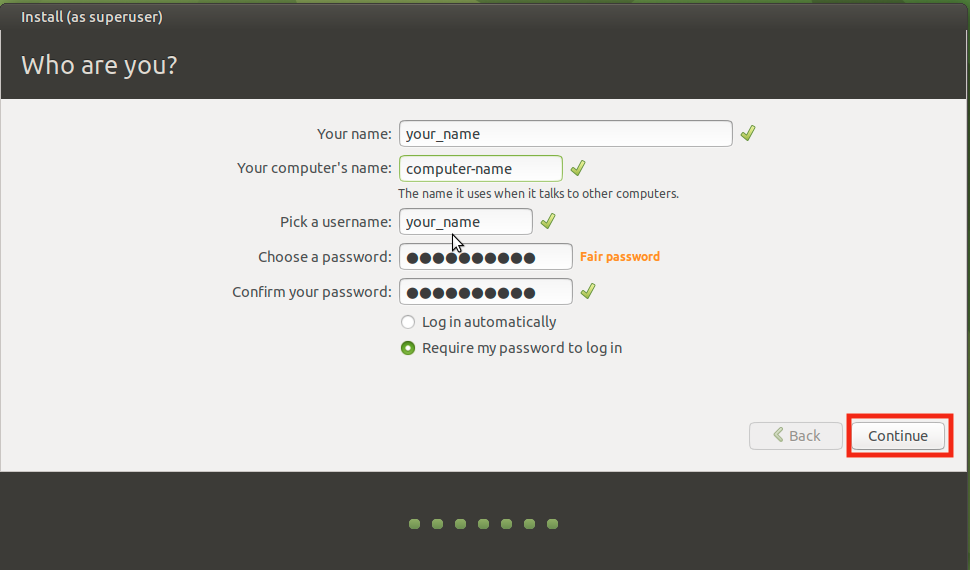 Install (as superuser)
Who are you?
Your name: your_name
Your computer's name: computer-name
The name it uses when it talks to other computers.
Pick a username: your_name
Choose a password: ●●●●●●●●●● Fair password
Confirm your password: ●●●●●●●●●●
Log in automatically
Require my password to log in
Back Continue